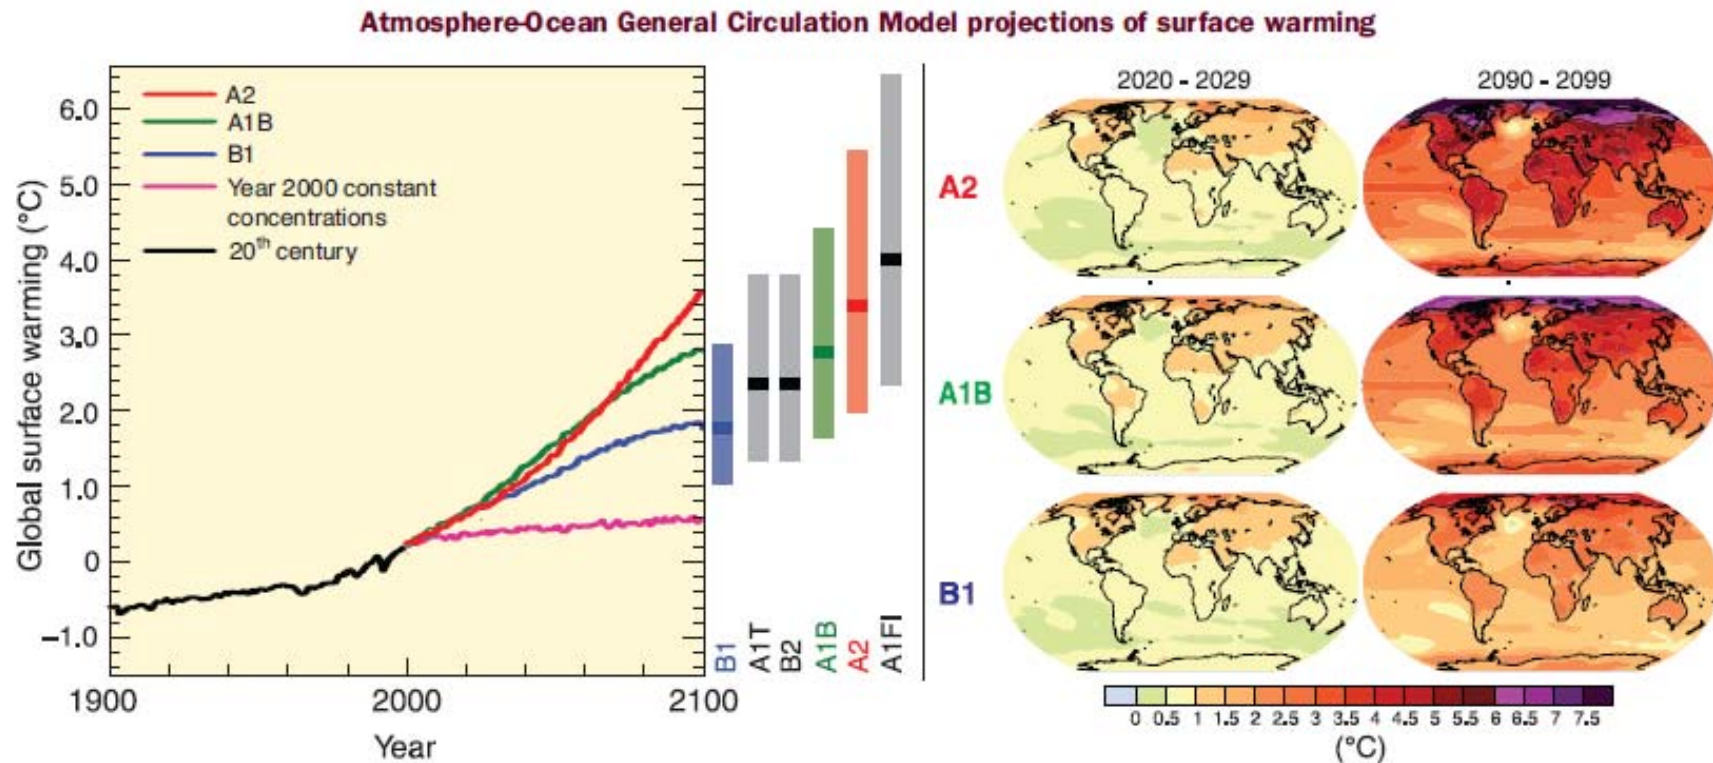 Atmosphere-Ocean General Circulation Model projections of surface warming
Global surface warming (°C)
6.0
5.0
4.0
3.0
2.0
1.0
0
–1.0
A2
A1B
B1
Year 2000 constant
concentrations
20th century
1900 2000 2100
Year
B1 A1T B2 A1B A2 A1FI
2020 - 2029 2090 - 2099
A2
A1B
B1
0 0.5 1 1.5 2 2.5 3 3.5 4 4.5 5 5.5 6 6.5 7 7.5
(°C)